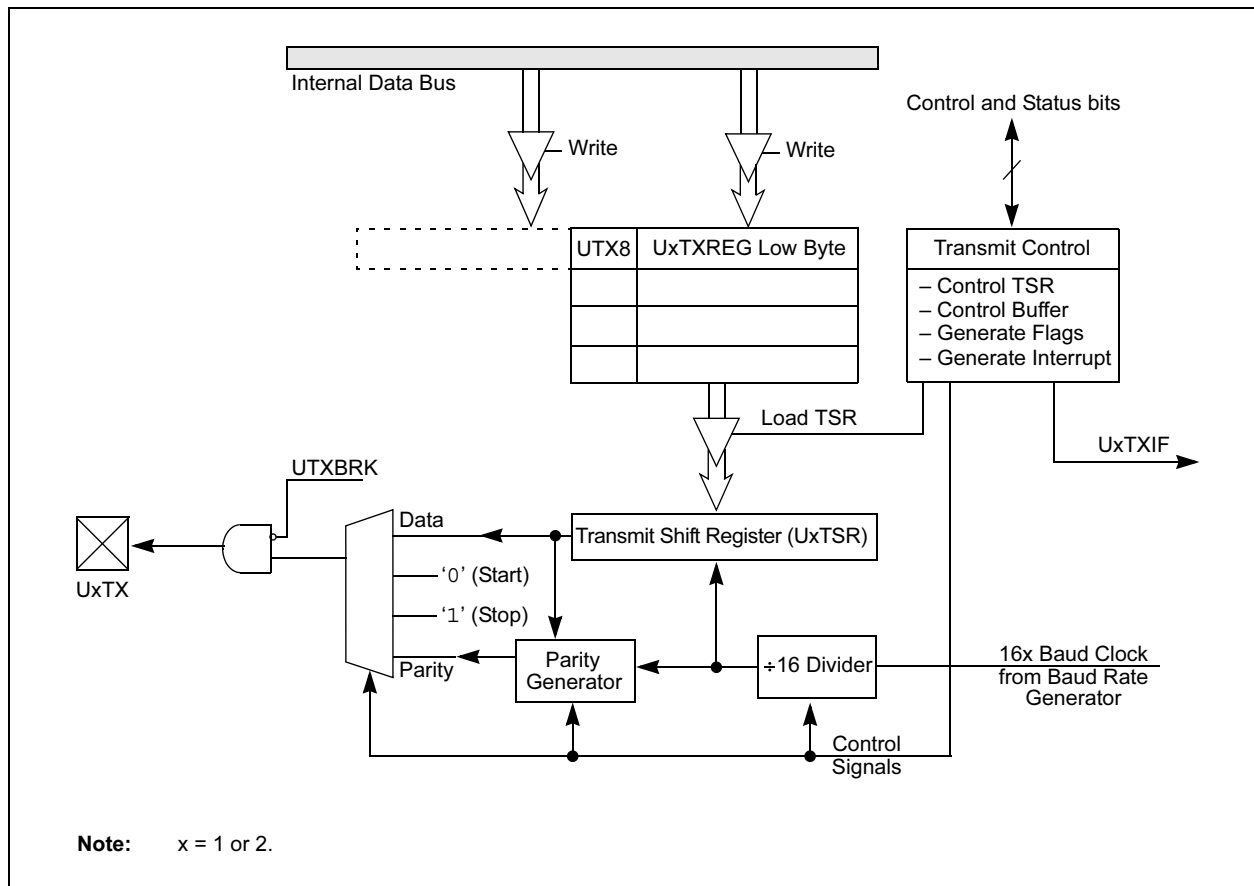 Internal Data Bus
Control and Status bits
Write
Write
UTX8
UxTXREG Low Byte
Transmit Control
– Control TSR
– Control Buffer
– Generate Flags
– Generate Interrupt
Load TSR
UxTXIF
UTXBRK
Data
Transmit Shift Register (UxTSR)
UxTX
‘0’ (Start)
‘1’ (Stop)
Parity
Parity
Generator
÷16 Divider
16x Baud Clock
from Baud Rate
Generator
Control
Signals
Note: x = 1 or 2.